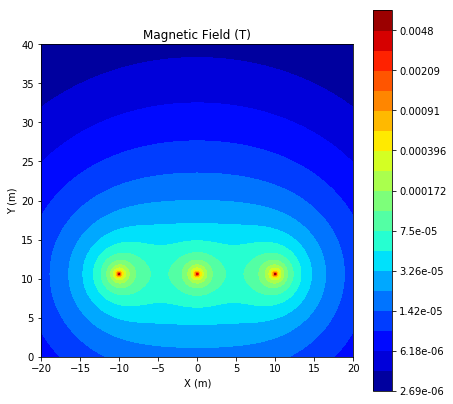 Magnetic Field (T)
40
35
30
25
20
15
10
5
0
Y (m)
−20
−15
−10
−5
0
5
10
15
20
X (m)
0.0048
0.00209
0.00091
0.000396
0.000172
7.5e-05
3.26e-05
1.42e-05
6.18e-06
2.69e-06